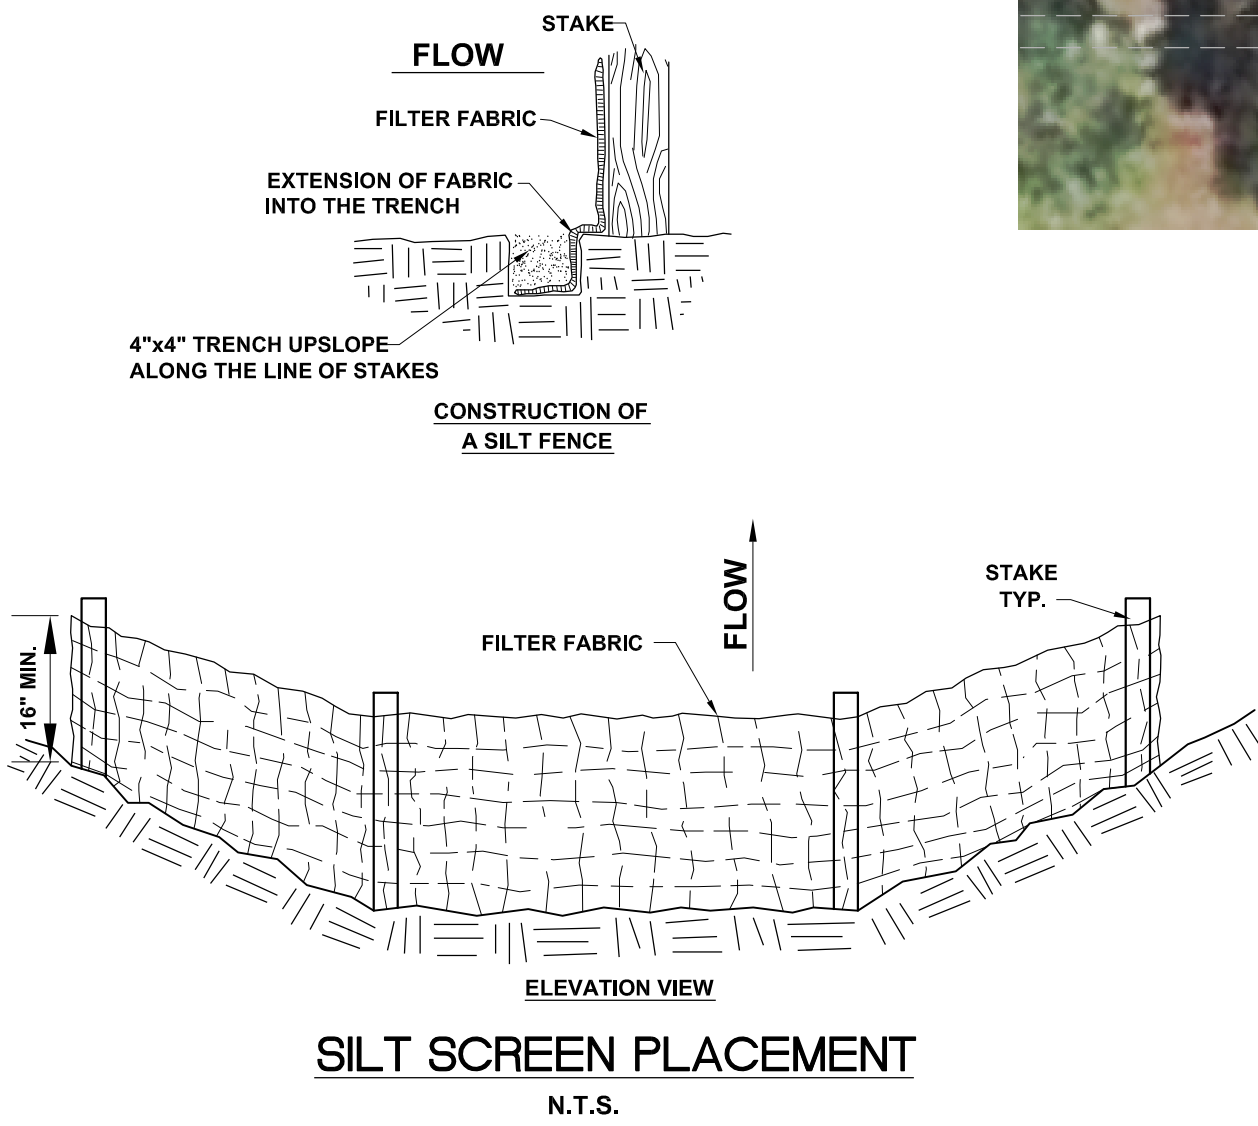 STAKE
FLOW
FILTER FABRIC
EXTENSION OF FABRIC
INTO THE TRENCH
4"x4" TRENCH UPSLOPE
ALONG THE LINE OF STAKES
CONSTRUCTION OF
A SILT FENCE
FLOW
STAKE
TYP.
FILTER FABRIC
16" MIN.
ELEVATION VIEW
SILT SCREEN PLACEMENT
N.T.S.